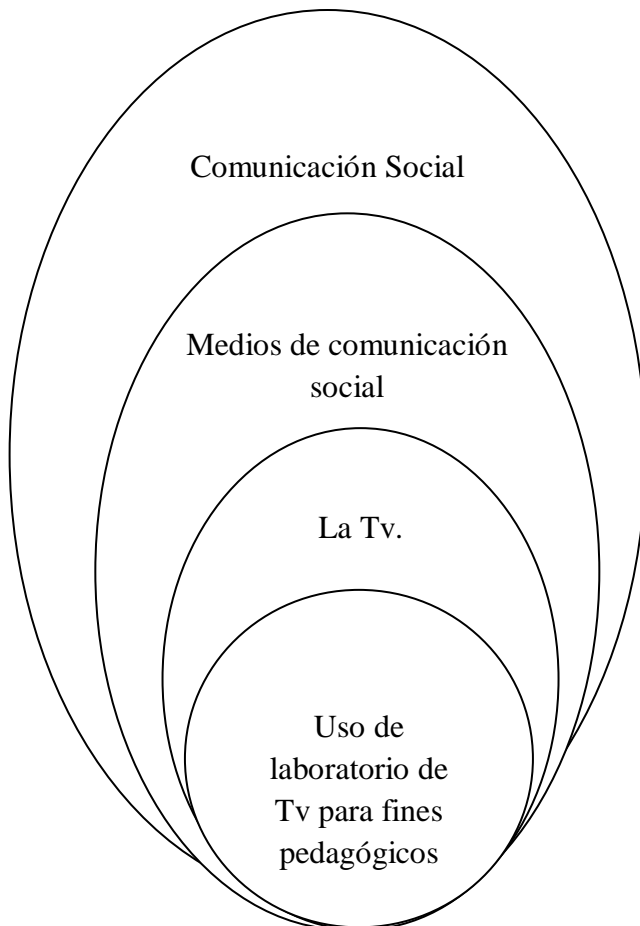 Comunicación Social
Medios de comunicación
social
La Tv.
Uso de
laboratorio de
Tv para fines
pedagógicos